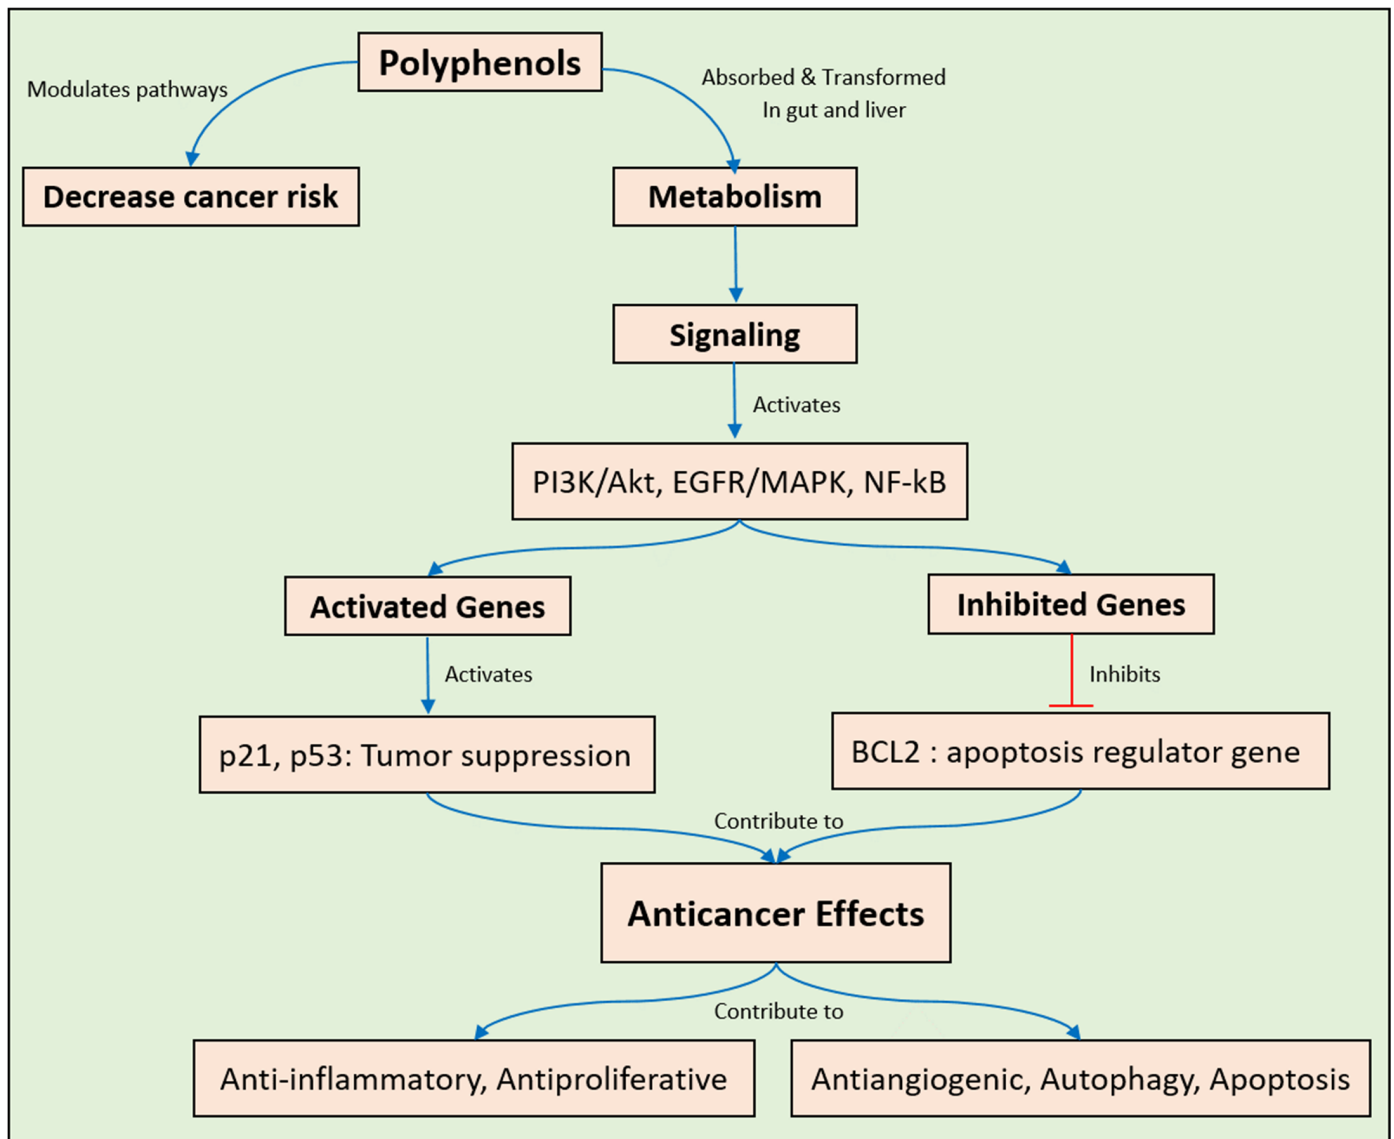 Polyphenols
Modulates pathways
Absorbed & Transformed
In gut and liver
Decrease cancer risk
Metabolism
Signaling
Activates
PI3K/Akt, EGFR/MAPK, NF-kB
Activated Genes
Inhibited Genes
Activates
Inhibits
p21, p53: Tumor suppression
BCL2 : apoptosis regulator gene
Contribute to
Anticancer Effects
Contribute to
Anti-inflammatory, Antiproliferative
Antiangiogenic, Autophagy, Apoptosis